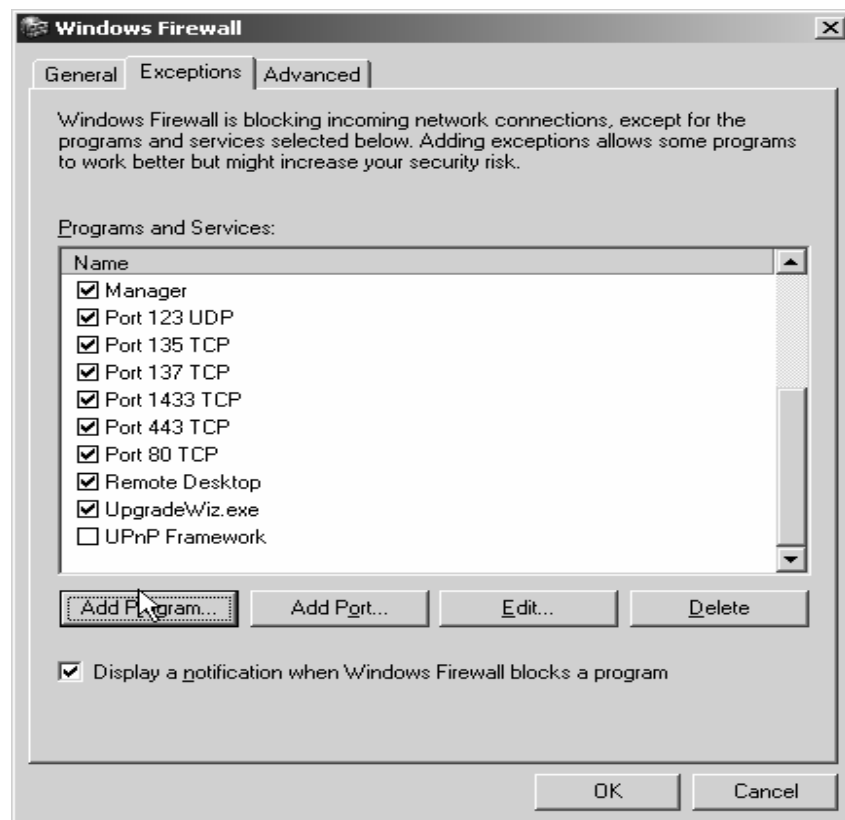 Windows Firewall
General Exceptions Advanced
Windows Firewall is blocking incoming network connections, except for the
programs and services selected below. Adding exceptions allows some programs
to work better but might increase your security risk.
Programs and Services:
Name
Manager
Port 123 UDP
Port 135 TCP
Port 137 TCP
Port 1433 TCP
Port 443 TCP
Port 80 TCP
Remote Desktop
UpgradeWiz.exe
UPnP Framework
Add Program... Add Port... Edit... Delete
Display a notification when Windows Firewall blocks a program
OK Cancel